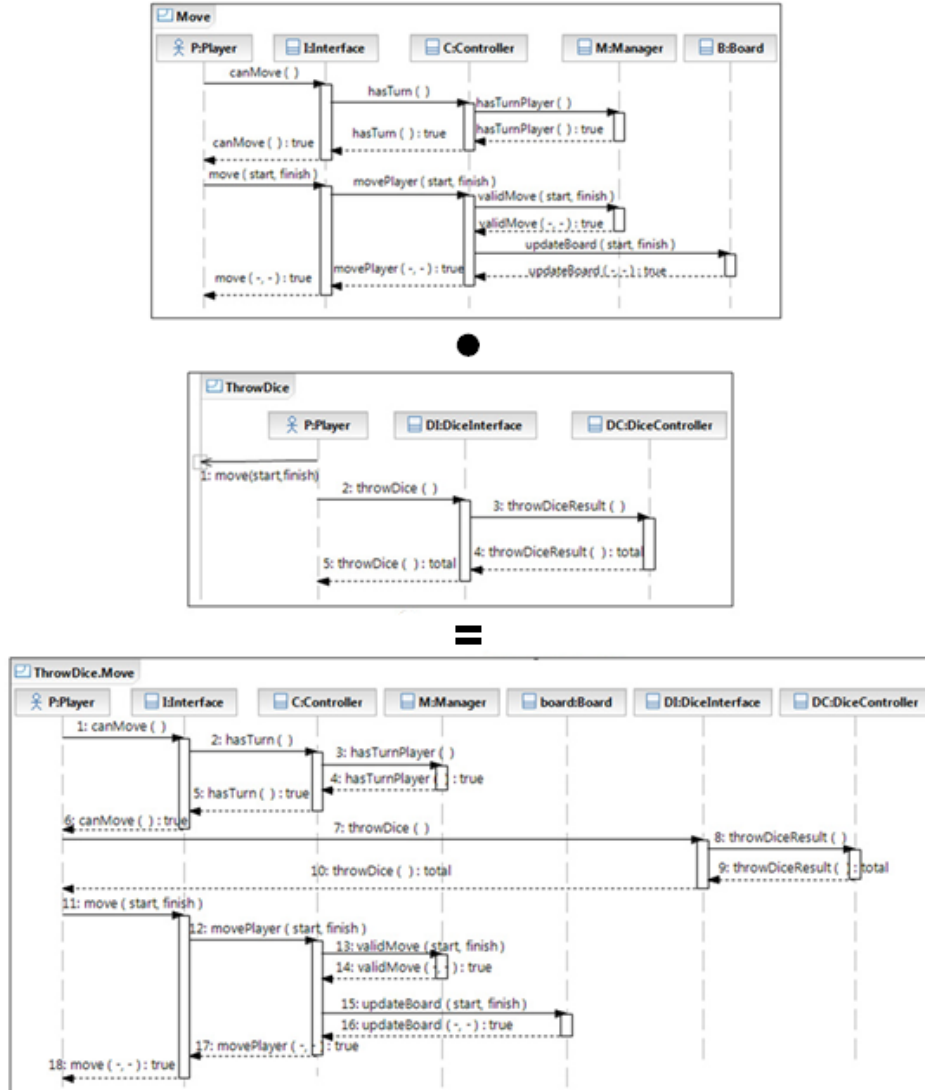 Move
P:Player I:Interface C:Controller M:Manager B:Board
canMove ( )
hasTurn ( )
hasTurnPlayer ( )
hasTurnPlayer ( ) : true
hasTurn ( ) : true
canMove ( ) : true
move ( start, finish )
movePlayer ( start, finish )
validMove ( start, finish )
validMove ( -, - ) : true
updateBoard ( start, finish )
updateBoard ( -, - ) : true
movePlayer ( -, - ) : true
move ( -, - ) : true
ThrowDice
P:Player DI:DiceInterface DC:DiceController
1: move(start,finish)
2: throwDice ( )
3: throwDiceResult ( )
4: throwDiceResult ( ) : total
5: throwDice ( ) : total
=
ThrowDice.Move
P:Player I:Interface C:Controller M:Manager board:Board DI:DiceInterface DC:DiceController
1: canMove ( )
2: hasTurn ( )
3: hasTurnPlayer ( )
4: hasTurnPlayer ( ) : true
5: hasTurn ( ) : true
6: canMove ( ) : true
7: throwDice ( )
8: throwDiceResult ( )
9: throwDiceResult ( ) : total
10: throwDice ( ) : total
11: move ( start, finish )
12: movePlayer ( start, finish )
13: validMove ( start, finish )
14: validMove ( -, - ) : true
15: updateBoard ( start, finish )
16: updateBoard ( -, - ) : true
17: movePlayer ( -, - ) : true
18: move ( -, - ) : true